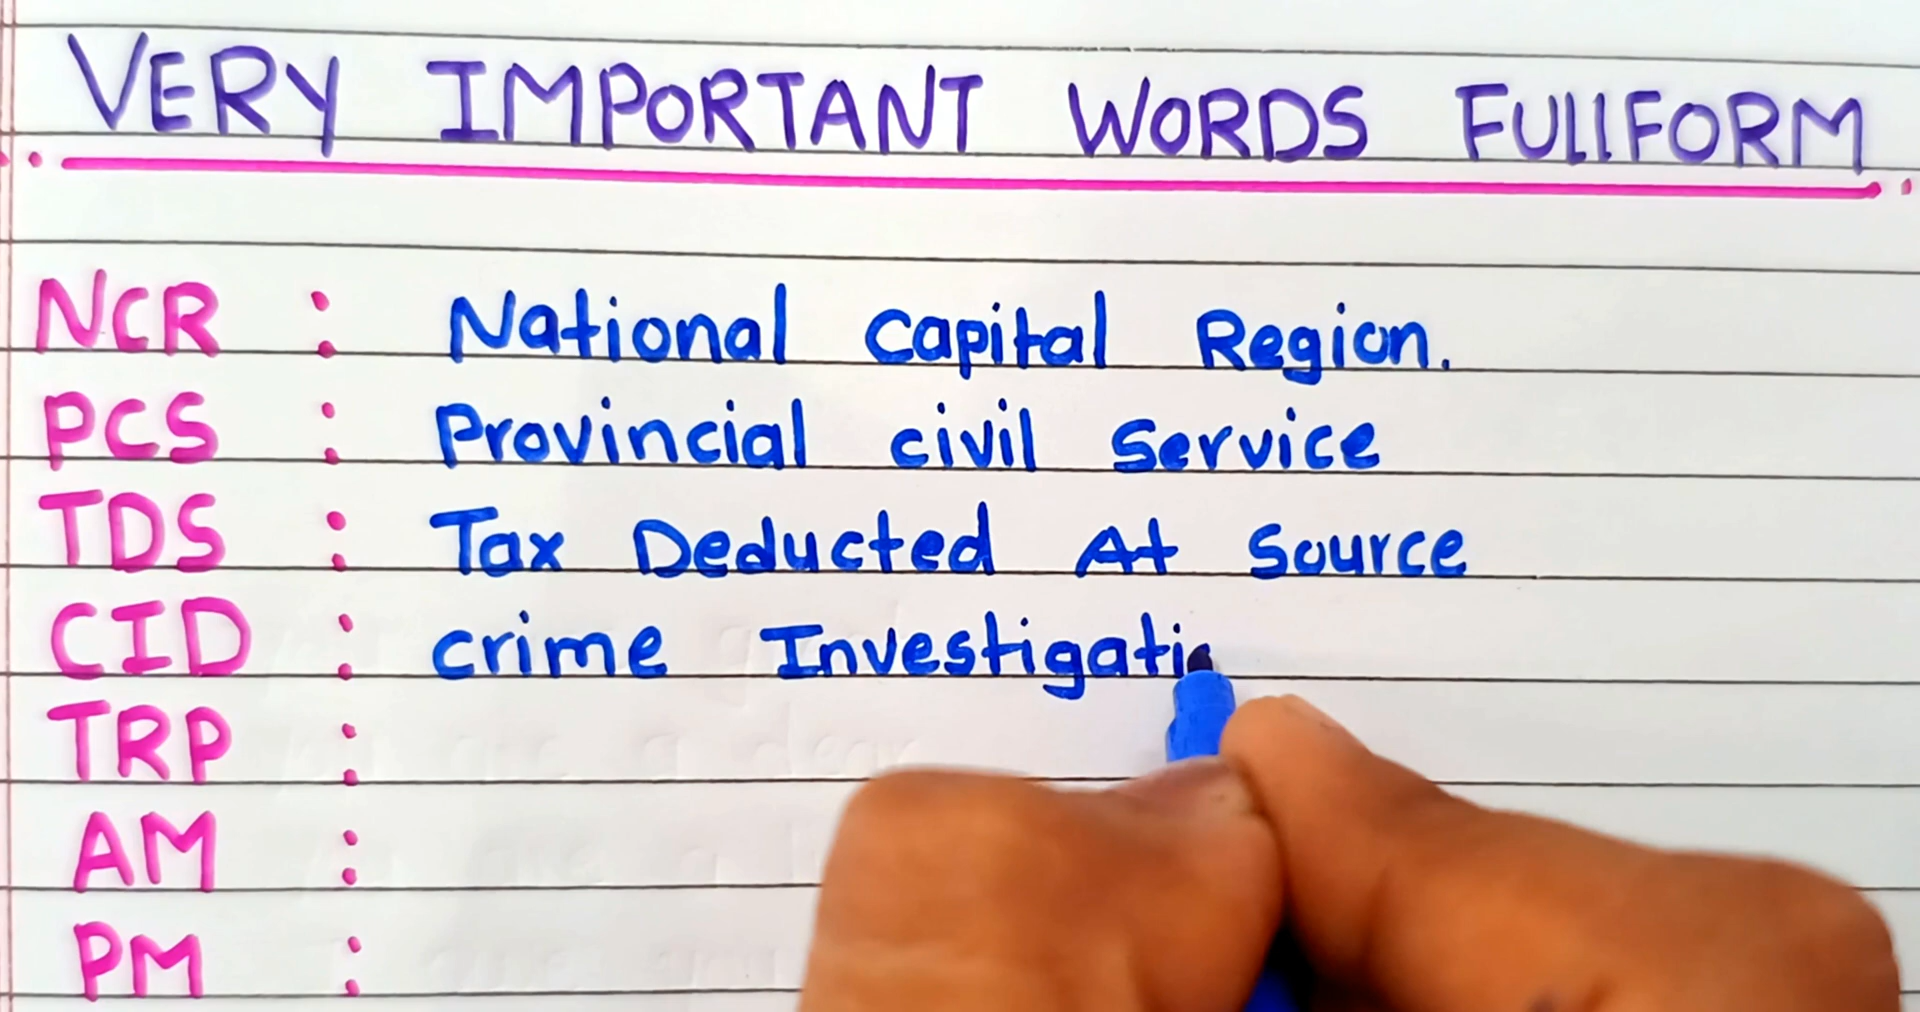 VERY IMPORTANT WORDS FULLFORM
NCR : National Capital Region.
PCS : Provincial civil Service
TDS : Tax Deducted At Source
CID : crime Investigati
TRP :
AM :
PM :